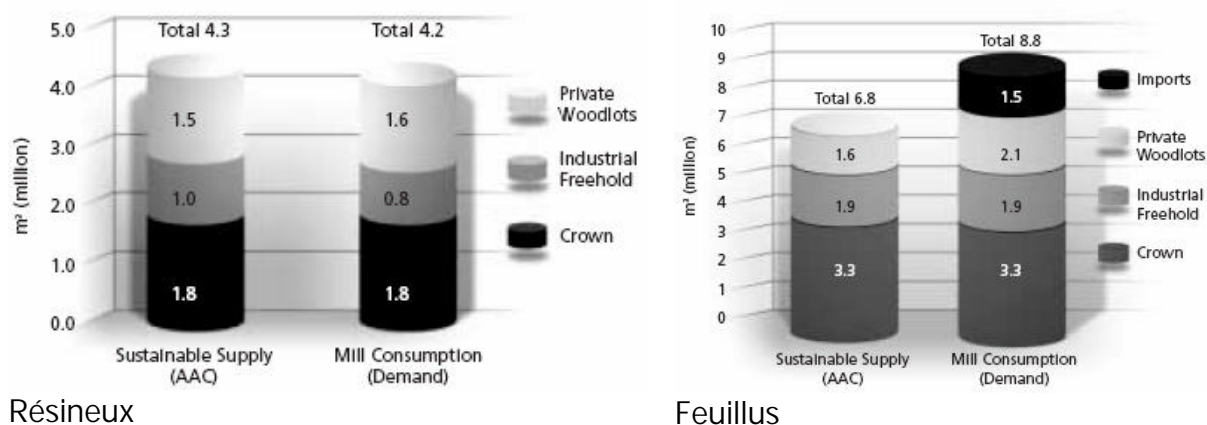 5.0
4.0
3.0
2.0
1.0
0.0
m² (million)
Total 4.3
Total 4.2
1.5
1.0
1.8
1.6
0.8
1.8
Private
Woodlots
Industrial
Freehold
Crown
Sustainable Supply
(AAC)
Mill Consumption
(Demand)
Résineux
10
9
8
7
6
5
4
3
2
1
0
m² (million)
Total 6.8
Total 8.8
1.6
1.9
3.3
1.5
2.1
1.9
3.3
Imports
Private
Woodlots
Industrial
Freehold
Crown
Sustainable Supply
(AAC)
Mill Consumption
(Demand)
Feuillus